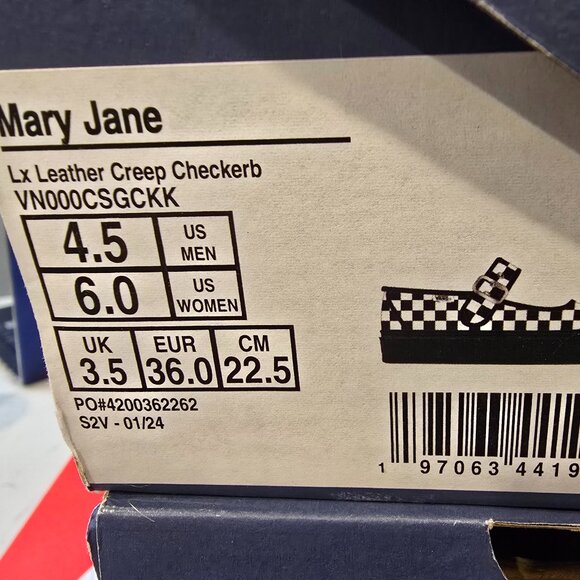 Mary Jane
Lx Leather Creep Checkerb
VN000CSGCKK
4.5 US MEN
6.0 US WOMEN
UK EUR CM
3.5 36.0 22.5
PO#4200362262
S2V - 01/24
1 97063 4419